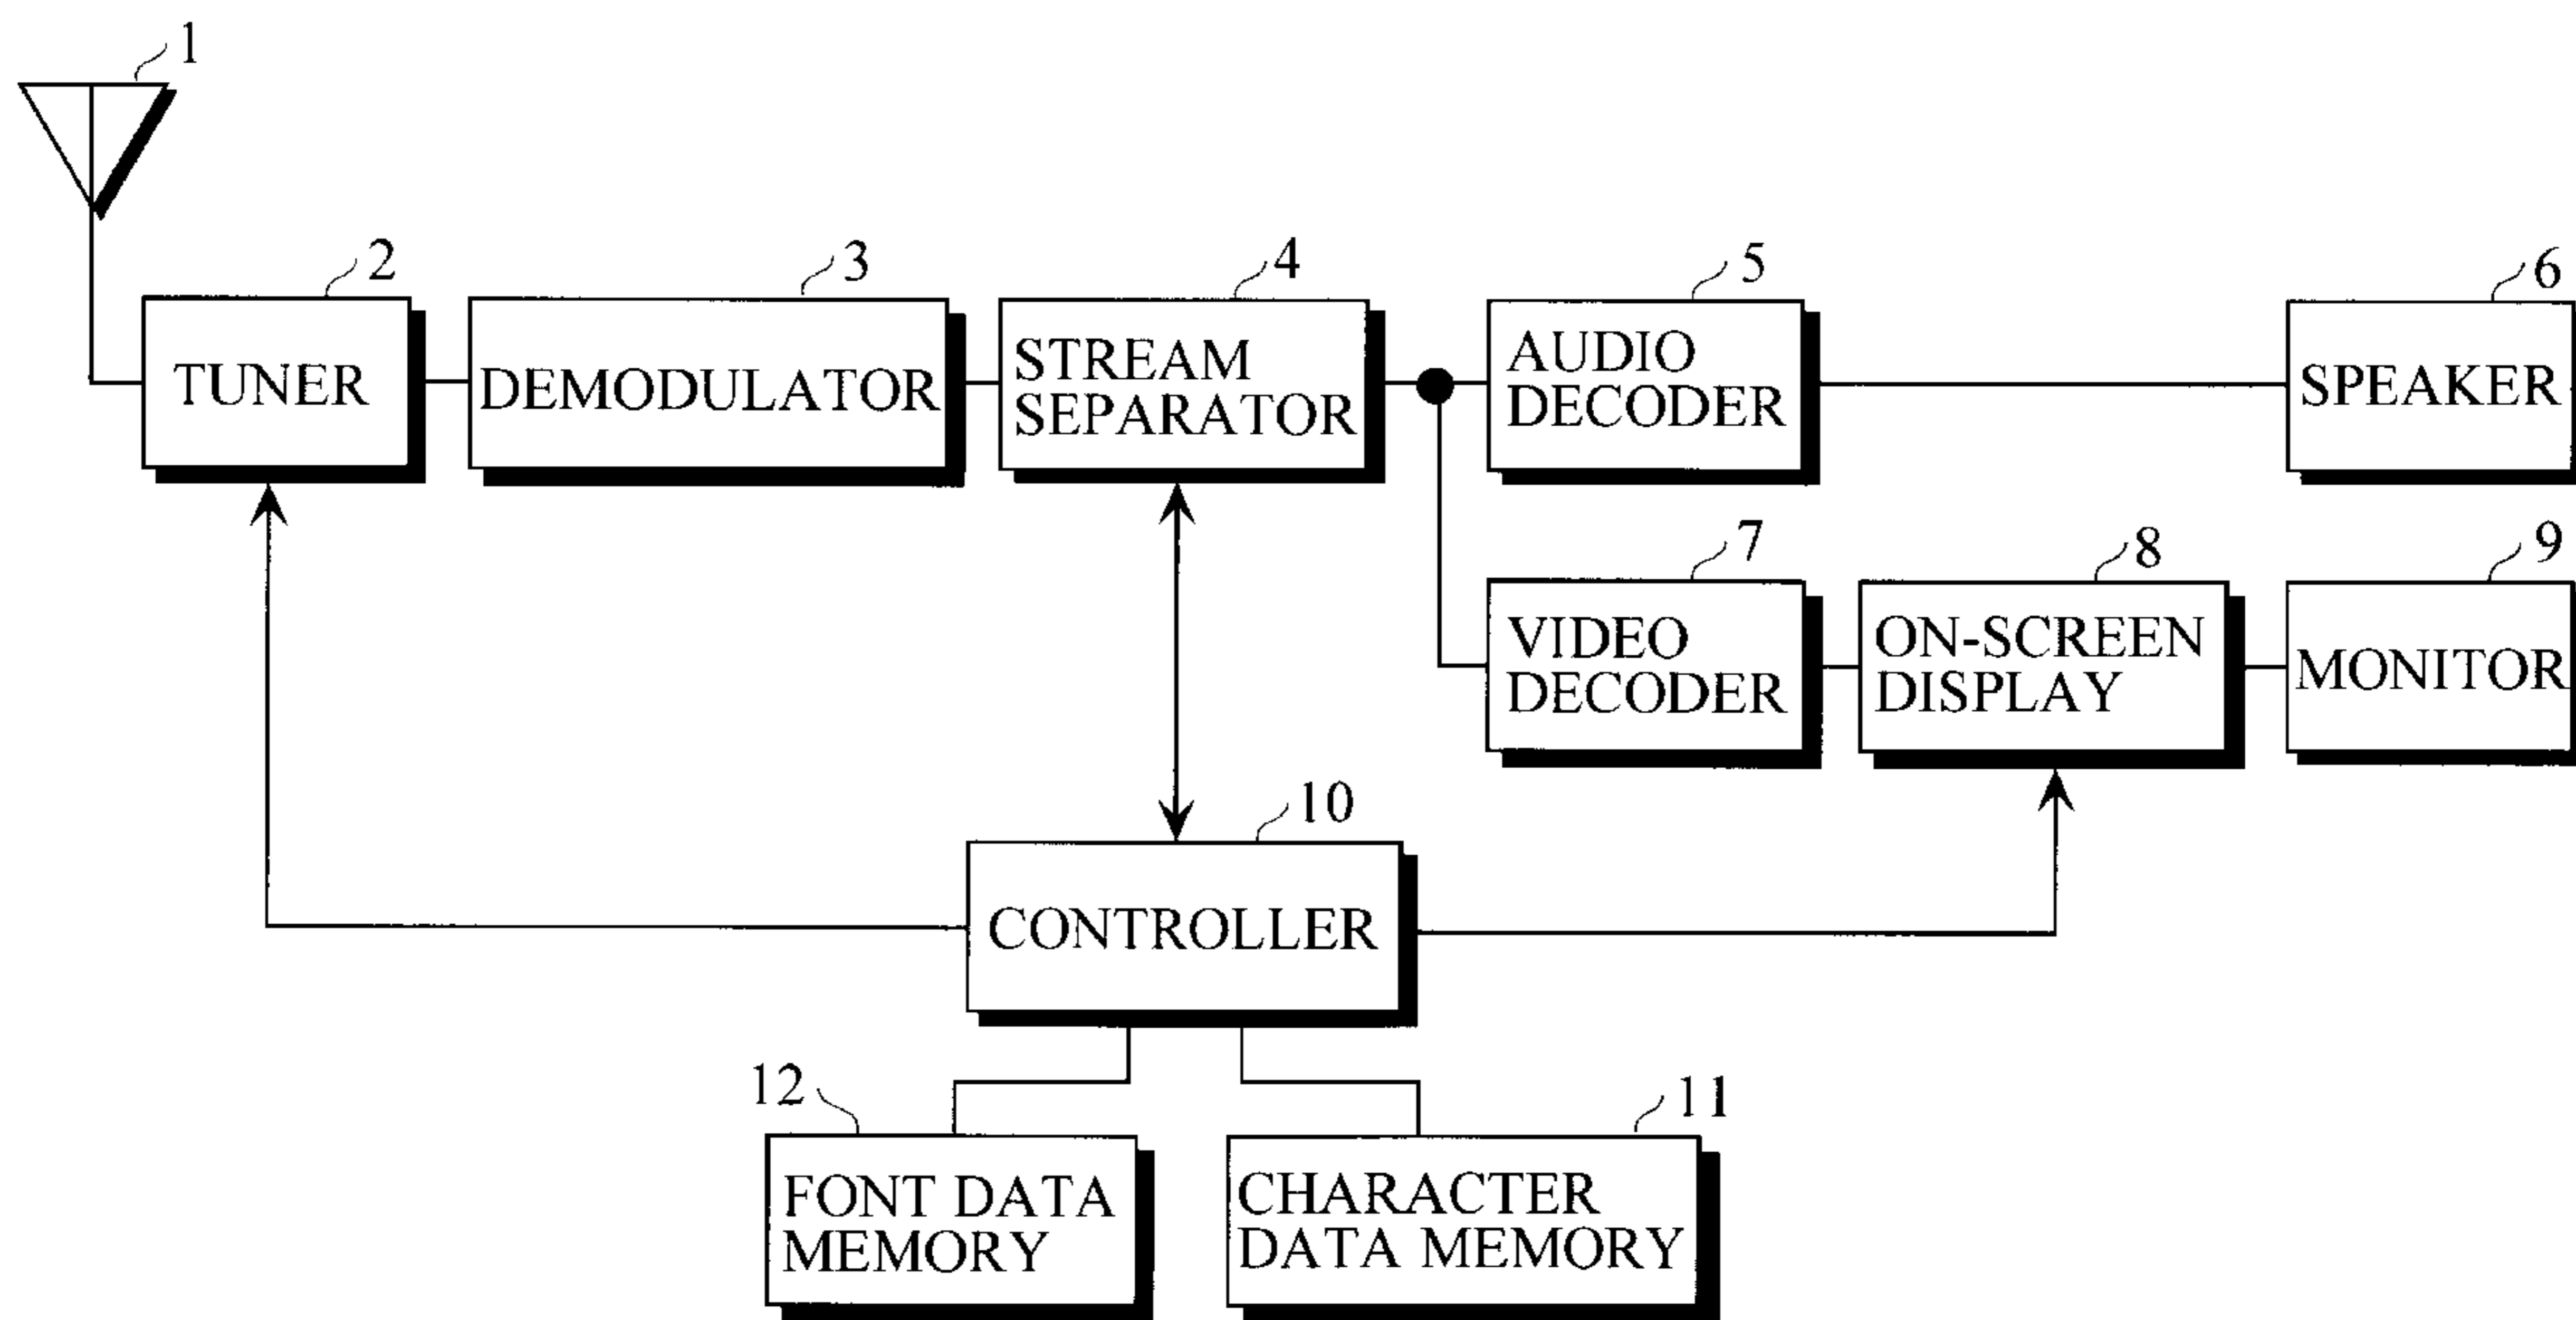 1
2
3
4
5
6
TUNER
DEMODULATOR
STREAM
SEPARATOR
AUDIO
DECODER
SPEAKER
7
8
9
VIDEO
DECODER
ON-SCREEN
DISPLAY
MONITOR
10
CONTROLLER
12
11
FONT DATA
MEMORY
CHARACTER
DATA MEMORY